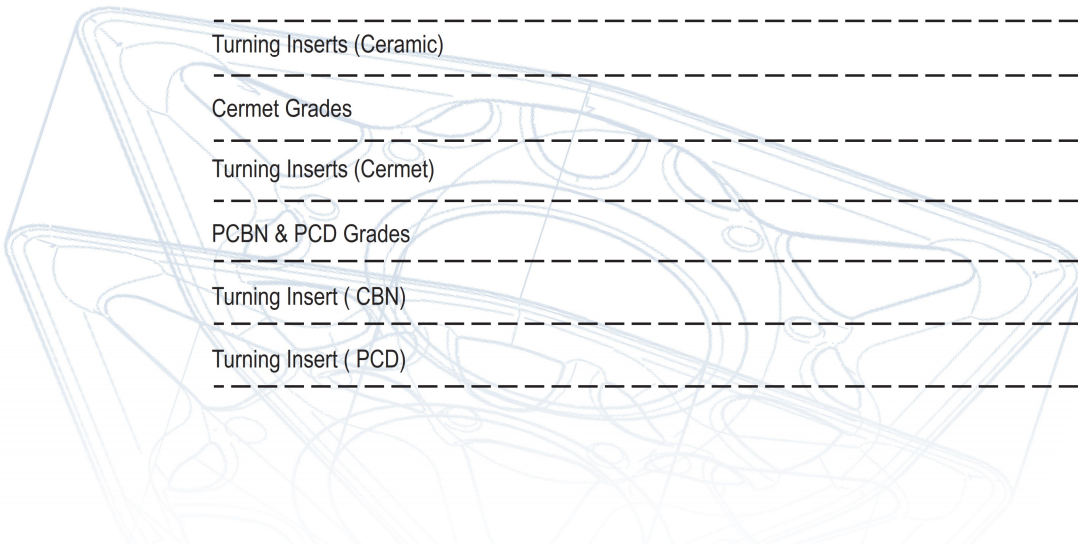 Turning Inserts (Ceramic)
Cermet Grades
Turning Inserts (Cermet)
PCBN & PCD Grades
Turning Insert ( CBN)
Turning Insert ( PCD)